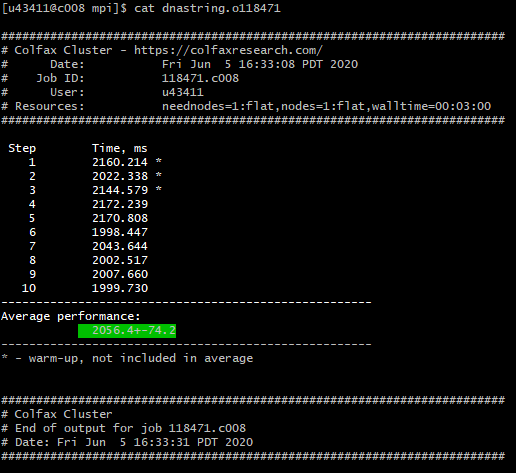 [u43411@c008 mpi]$ cat dnastring.o118471
########################################################################
# Colfax Cluster - https://colfaxresearch.com/
#      Date:           Fri Jun  5 16:33:08 PDT 2020
#    Job ID:           118471.c008
#      User:           u43411
# Resources:           neednodes=1:flat,nodes=1:flat,walltime=00:03:00
########################################################################
 Step        Time, ms
    1        2160.214 *
    2        2022.338 *
    3        2144.579 *
    4        2172.239
    5        2170.808
    6        1998.447
    7        2043.644
    8        2002.517
    9        2007.660
   10        1999.730
-----------------------------------------------------
Average performance:
             2056.4+-74.2
-----------------------------------------------------
* - warm-up, not included in average
########################################################################
# Colfax Cluster
# End of output for job 118471.c008
# Date: Fri Jun  5 16:33:31 PDT 2020
########################################################################